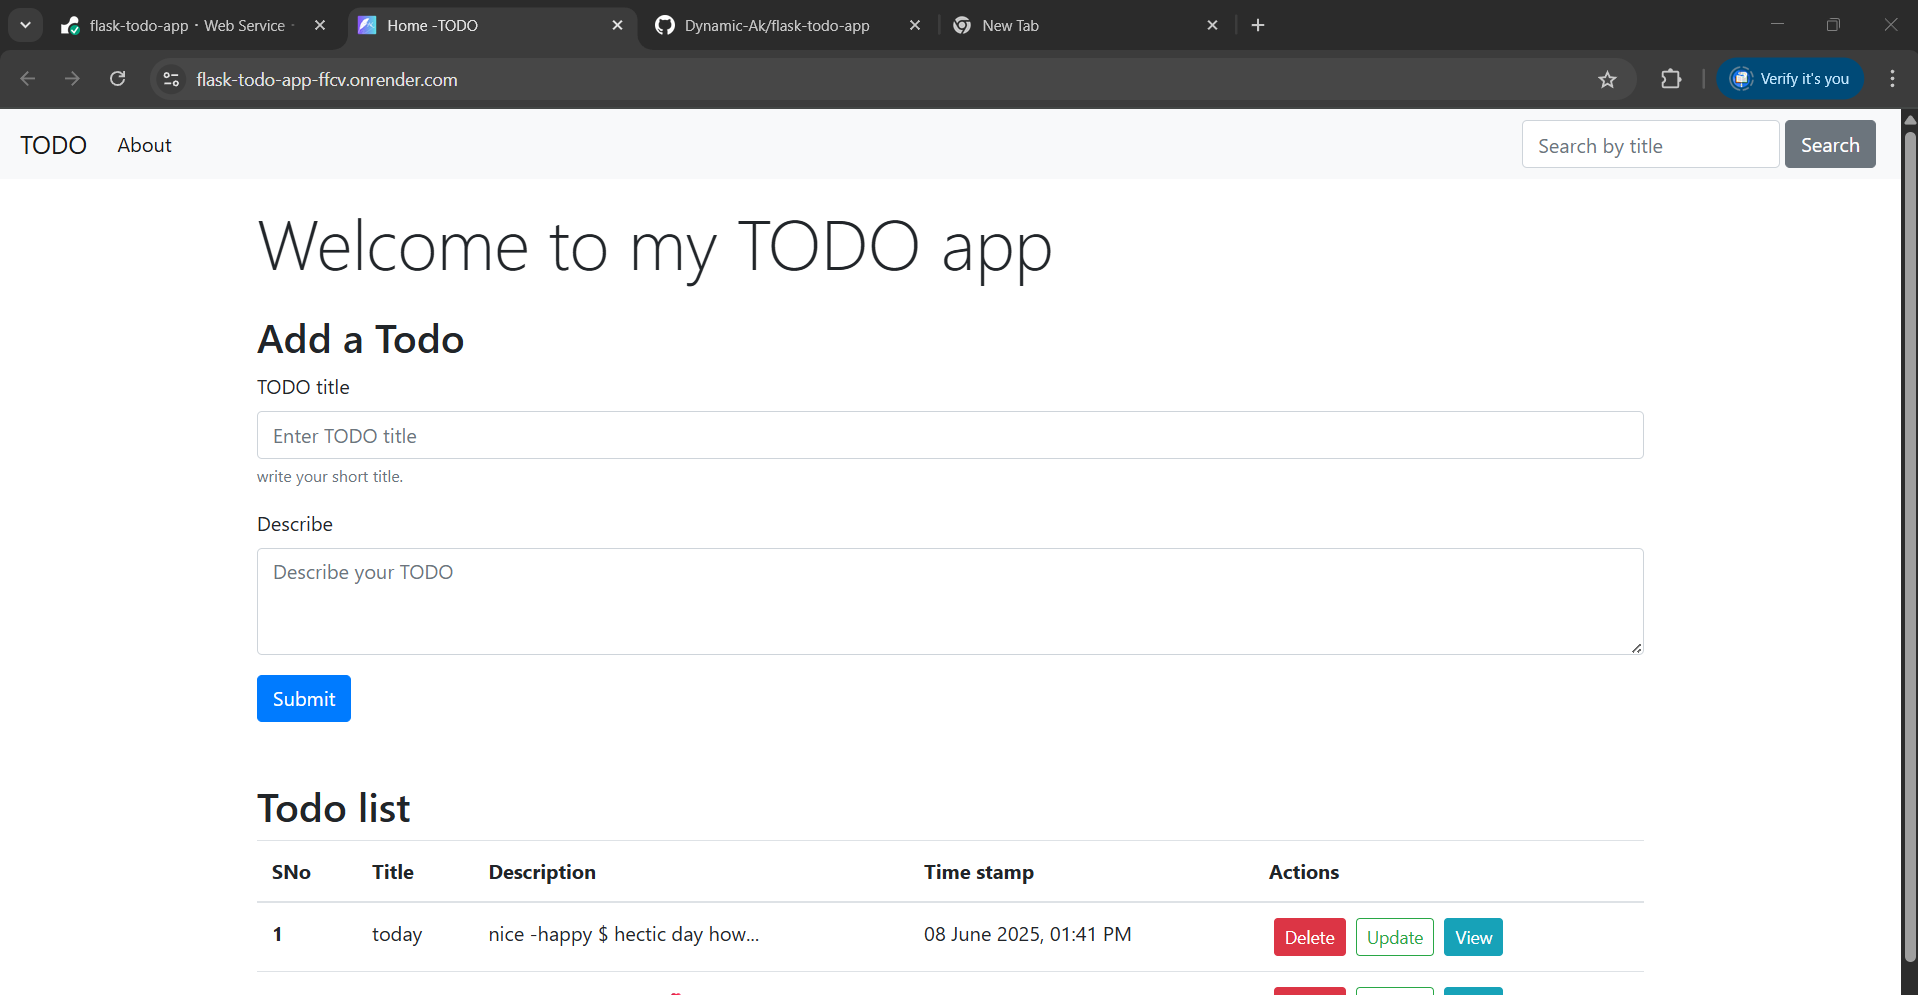 flask-todo-app · Web Service ·
Home -TODO
Dynamic-Ak/flask-todo-app
New Tab
flask-todo-app-ffcv.onrender.com
Verify it's you
TODO
About
Search by title
Search
Welcome to my TODO app
Add a Todo
TODO title
Enter TODO title
write your short title.
Describe
Describe your TODO
Submit
Todo list
SNo Title Description Time stamp Actions
1 today nice -happy $ hectic day how... 08 June 2025, 01:41 PM Delete Update View